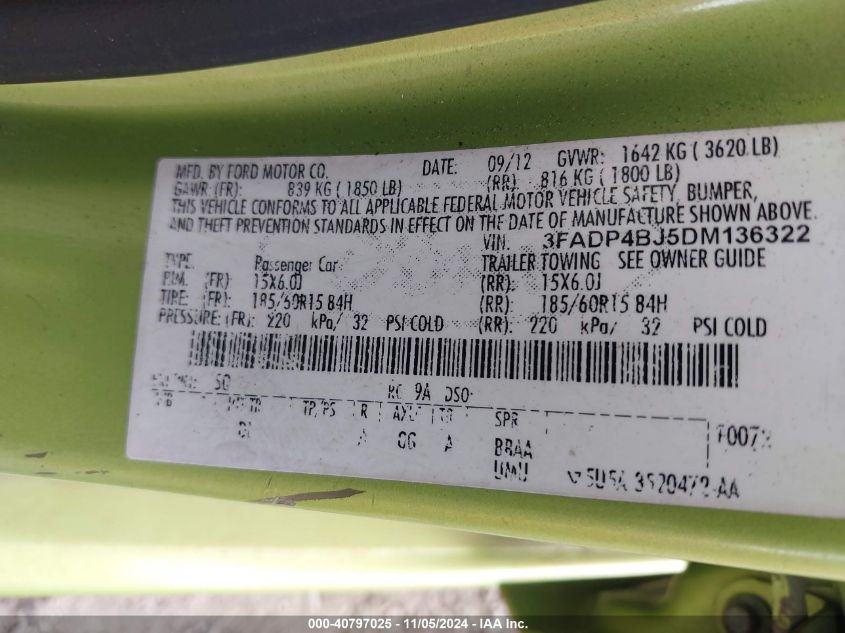 MFD. BY FORD MOTOR CO. DATE: 09/12 GVWR: 1642 KG ( 3620 LB)
GAWR (FR): 839 KG ( 1850 LB) (RR): 816 KG ( 1800 LB)
THIS VEHICLE CONFORMS TO ALL APPLICABLE FEDERAL MOTOR VEHICLE SAFETY, BUMPER,
AND THEFT PREVENTION STANDARDS IN EFFECT ON THE DATE OF MANUFACTURE SHOWN ABOVE.
VIN: 3FADP4BJ5DM136322
TYPE: Passenger Car TRAILER TOWING SEE OWNER GUIDE
RIM: (FR): 15X6.0J (RR): 15X6.0J
TIRE: (FR): 185/60R15 84H (RR): 185/60R15 84H
PRESSURE: (FR): 220 kPa/ 32 PSI COLD (RR): 220 kPa/ 32 PSI COLD
RC: 9A DSO:
TP/PS R SPR
A 06 A BRAA
000-40797025 - 11/05/2024 - IAA Inc.